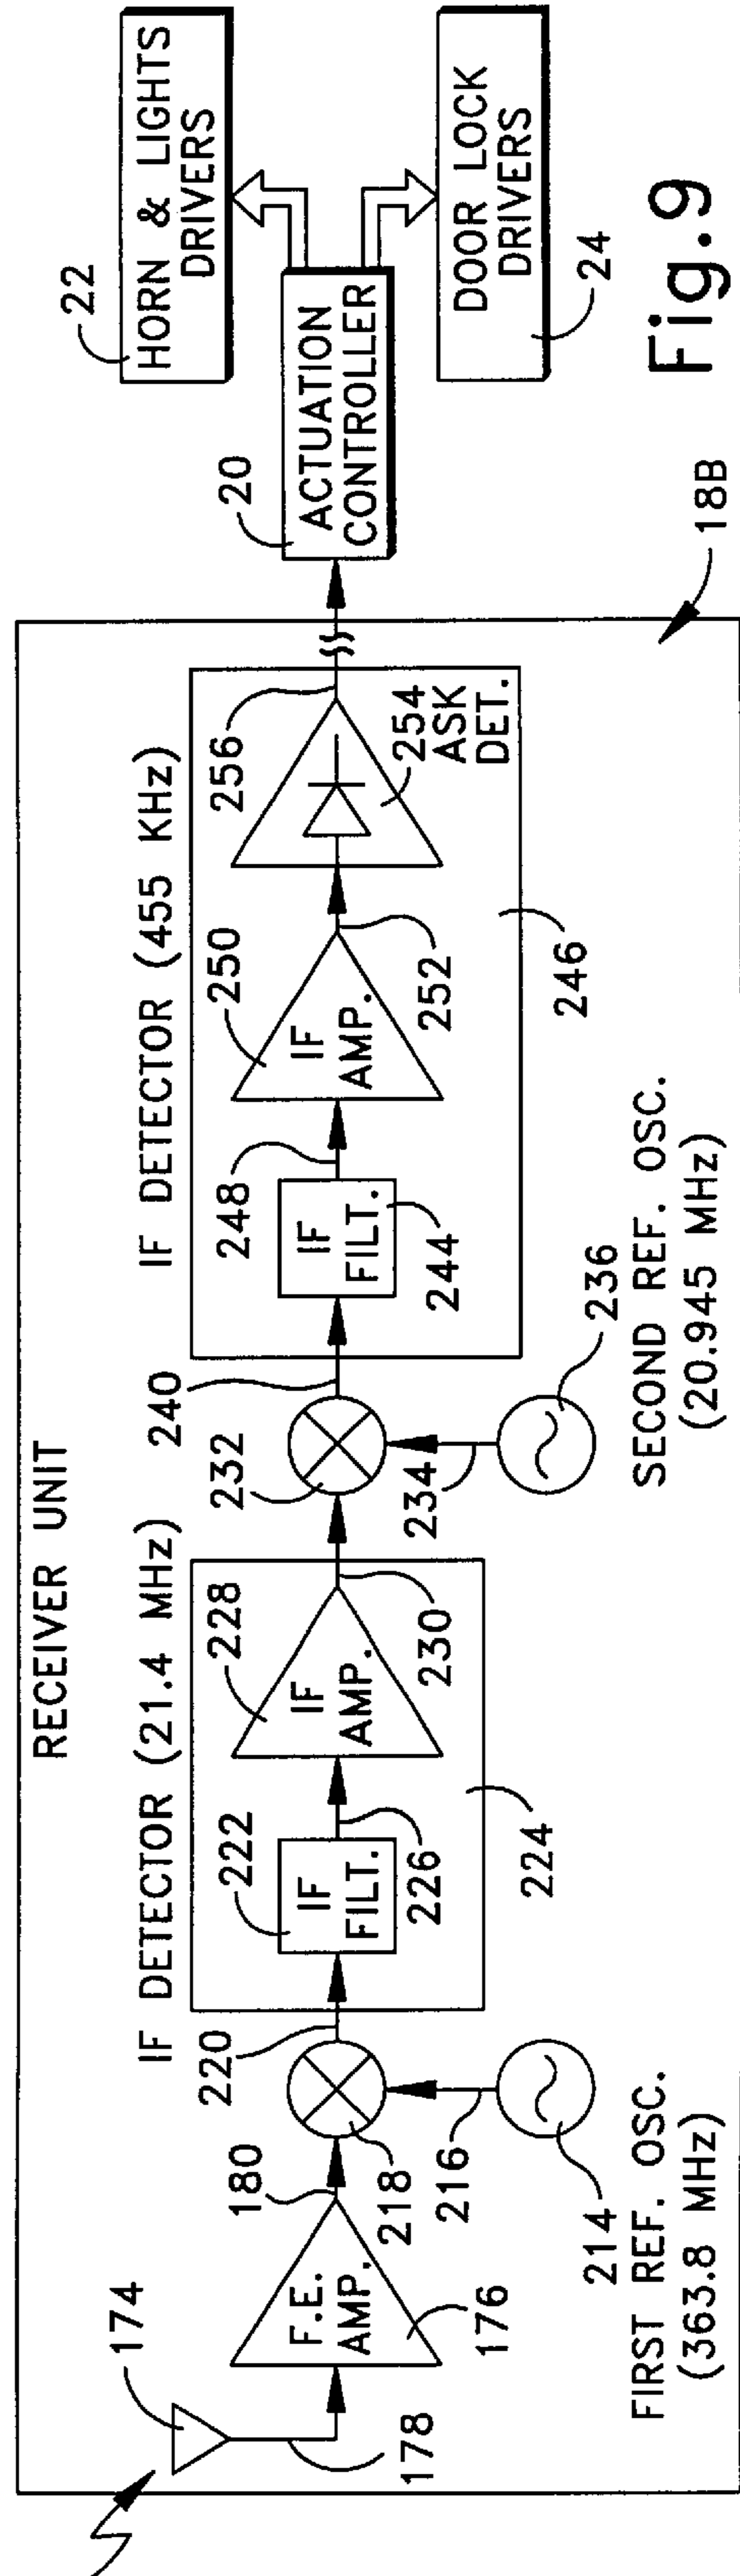 RECEIVER UNIT
174
178
F.E.
AMP.
176
180
218
216
214
FIRST REF. OSC.
(363.8 MHz)
220
IF DETECTOR (21.4 MHz)
222
IF
FILT.
226
228
IF
AMP.
230
224
232
234
236
SECOND REF. OSC.
(20.945 MHz)
240
IF DETECTOR (455 KHz)
248
IF
FILT.
244
250
IF
AMP.
252
256
254
ASK
DET.
246
18B
20
ACTUATION
CONTROLLER
22
HORN & LIGHTS
DRIVERS
DOOR LOCK
DRIVERS
24
Fig.9